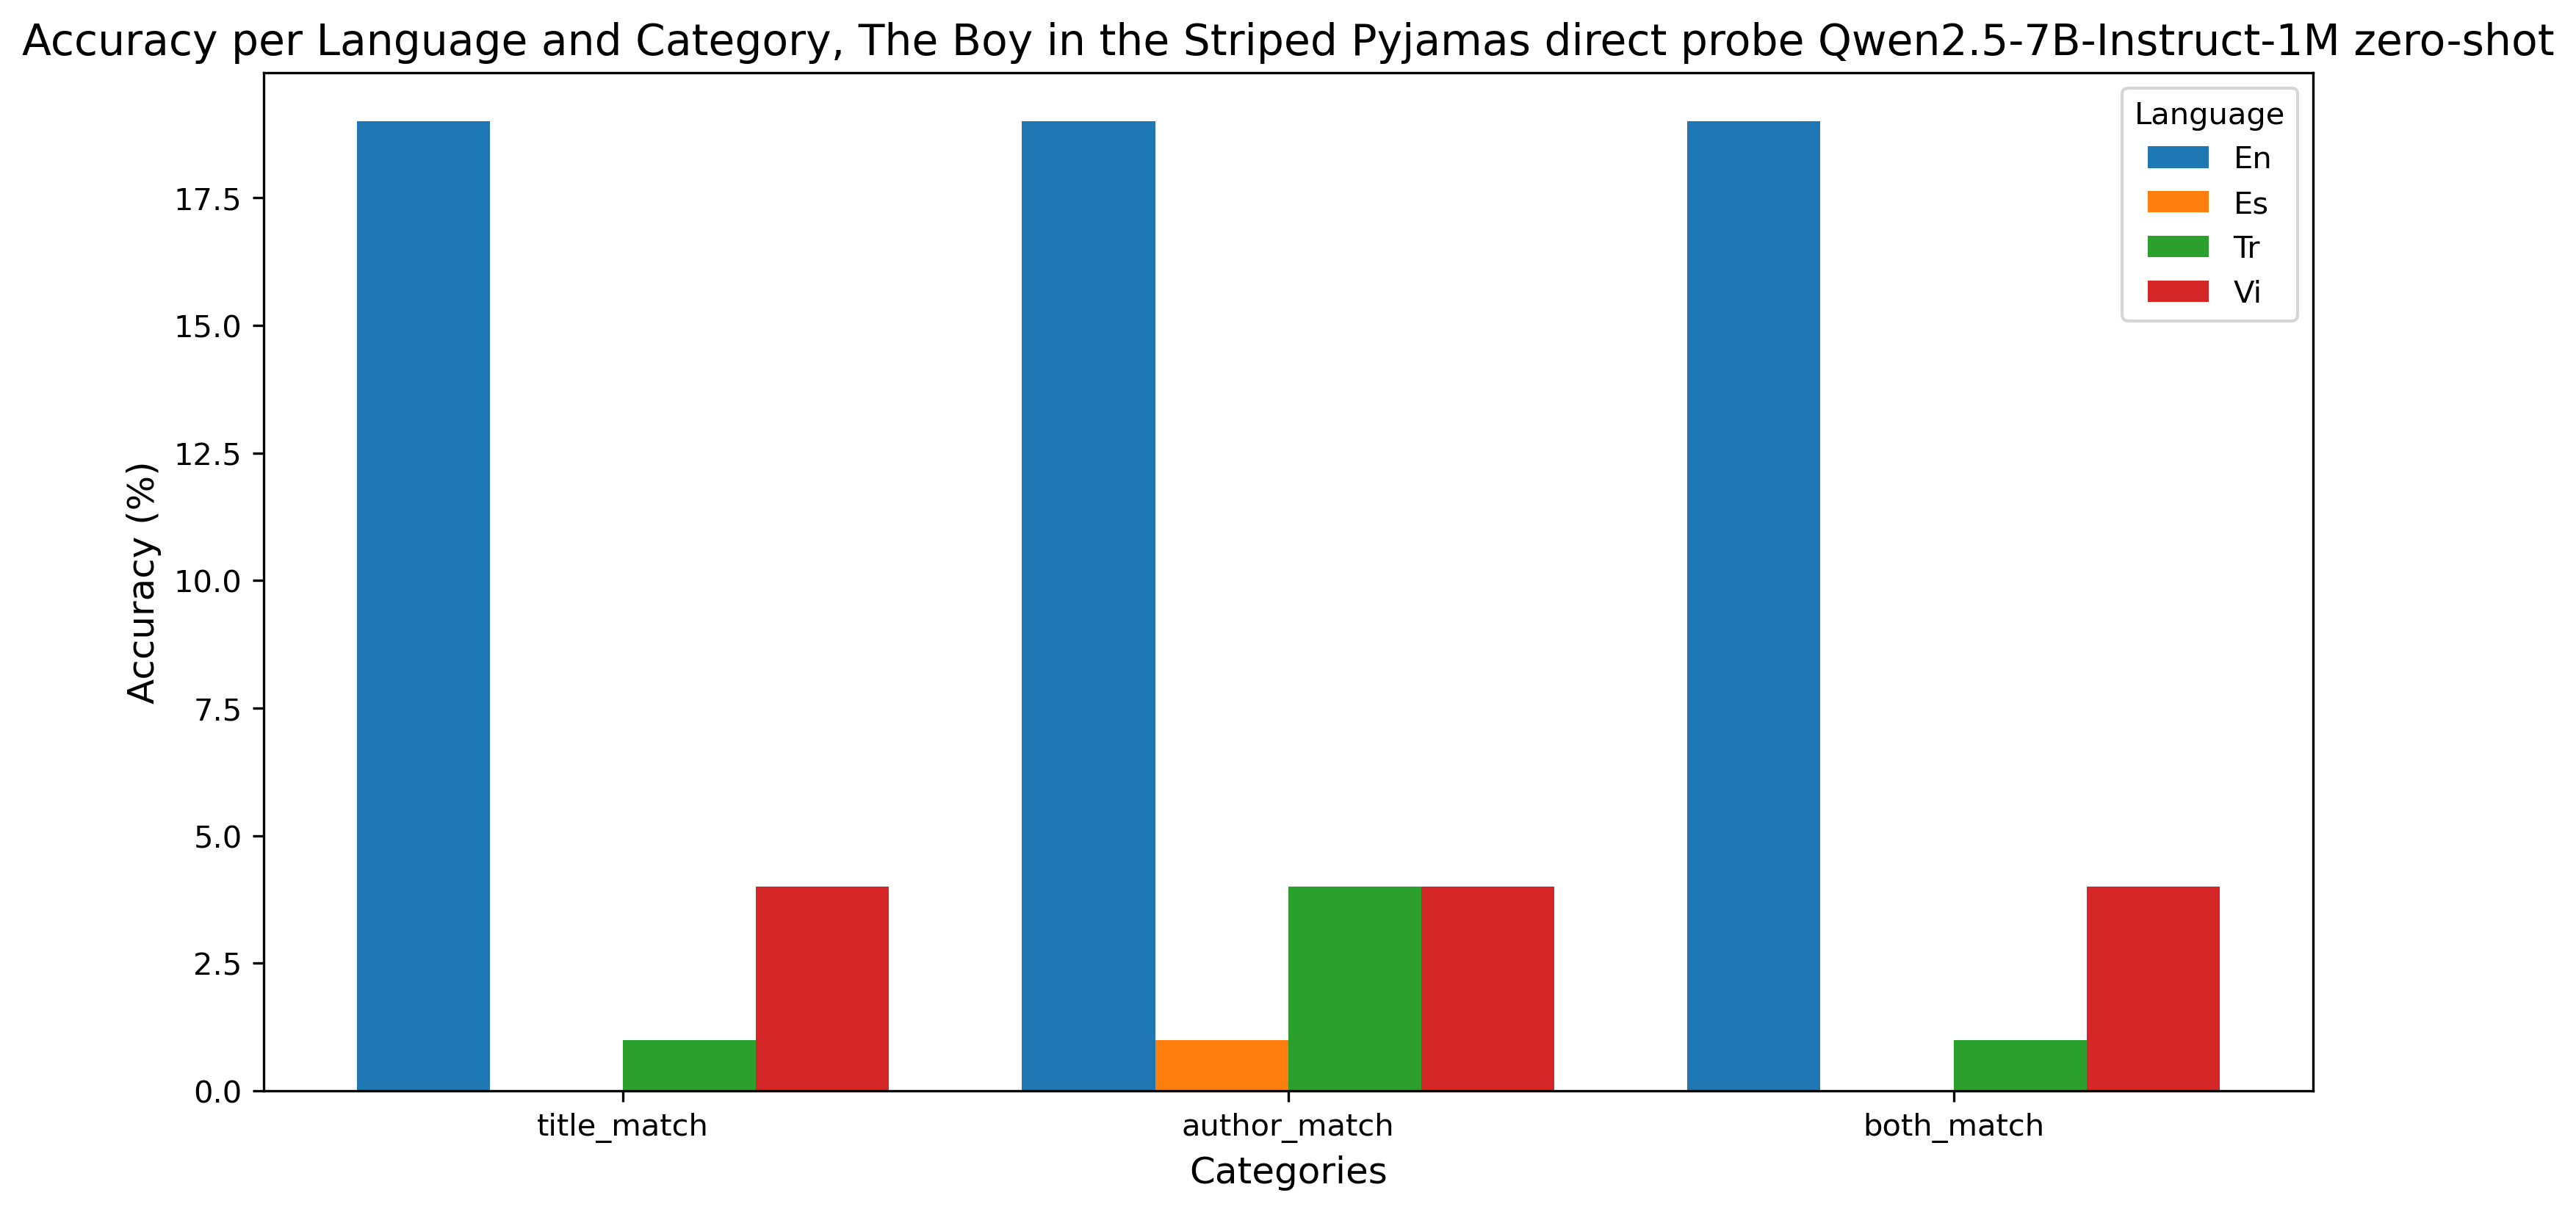 Accuracy per Language and Category, The Boy in the Striped Pyjamas direct probe Qwen2.5-7B-Instruct-1M zero-shot
Language
En
Es
Tr
Vi
17.5
15.0
12.5
10.0
7.5
5.0
2.5
0.0
Accuracy (%)
title_match
author_match
both_match
Categories